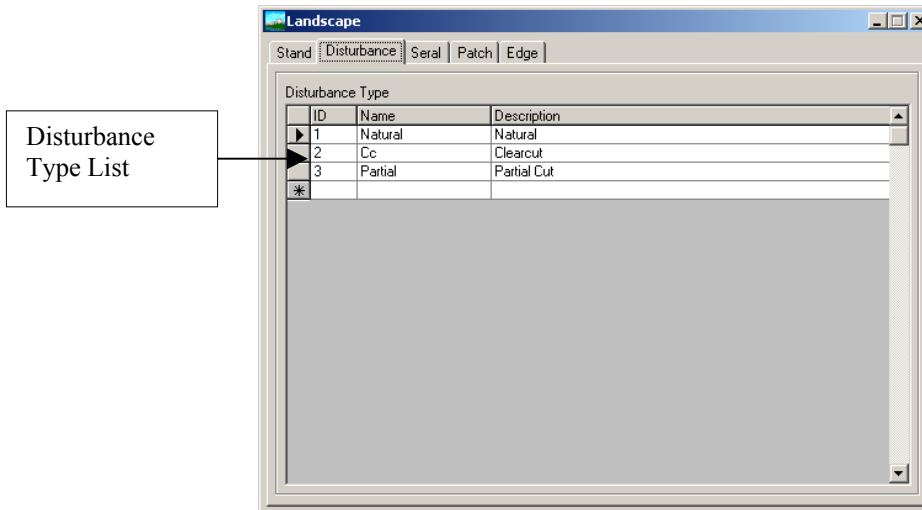 Landscape
Stand Disturbance Seral Patch Edge
Disturbance Type
ID Name Description
1 Natural Natural
2 Cc Clearcut
3 Partial Partial Cut
Disturbance
Type List